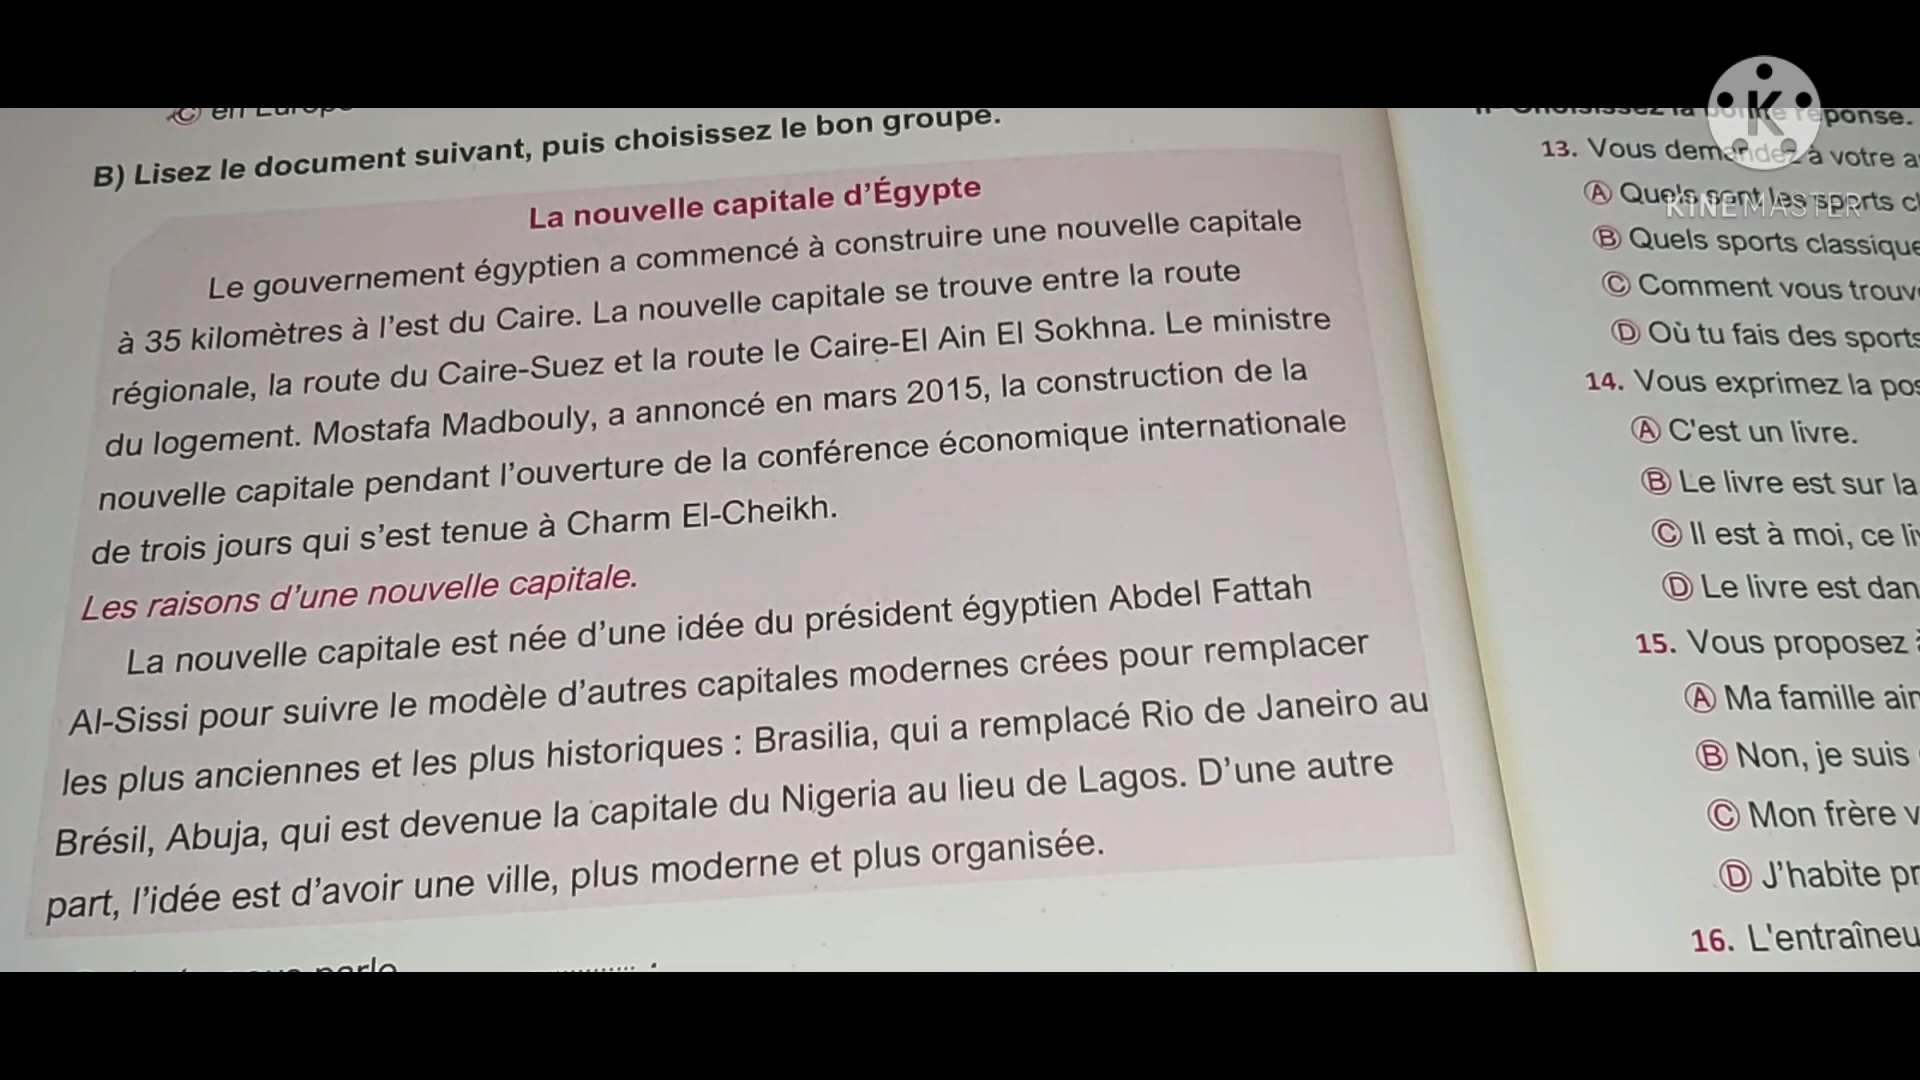 C en Europe
B) Lisez le document suivant, puis choisissez le bon groupe.
La nouvelle capitale d'Égypte
Le gouvernement égyptien a commencé à construire une nouvelle capitale
à 35 kilomètres à l'est du Caire. La nouvelle capitale se trouve entre la route
régionale, la route du Caire-Suez et la route le Caire-El Ain El Sokhna. Le ministre
du logement. Mostafa Madbouly, a annoncé en mars 2015, la construction de la
nouvelle capitale pendant l'ouverture de la conférence économique internationale
de trois jours qui s'est tenue à Charm El-Cheikh.
Les raisons d'une nouvelle capitale.
La nouvelle capitale est née d'une idée du président égyptien Abdel Fattah
Al-Sissi pour suivre le modèle d'autres capitales modernes crées pour remplacer
les plus anciennes et les plus historiques : Brasilia, qui a remplacé Rio de Janeiro au
Brésil, Abuja, qui est devenue la capitale du Nigeria au lieu de Lagos. D'une autre
part, l'idée est d'avoir une ville, plus moderne et plus organisée.
parle .............. .
Choisissez la bonne réponse.
13. Vous demandez à votre
A Quels sont les sports
B Quels sports classique
C Comment vous
D Où tu fais des sports
14. Vous exprimez la
A C'est un livre.
B Le livre est sur la
C Il est à moi, ce
D Le livre est
15. Vous proposez
A Ma famille
B Non, je suis
C Mon frère
D J'habite
16.
K
KINEMASTER